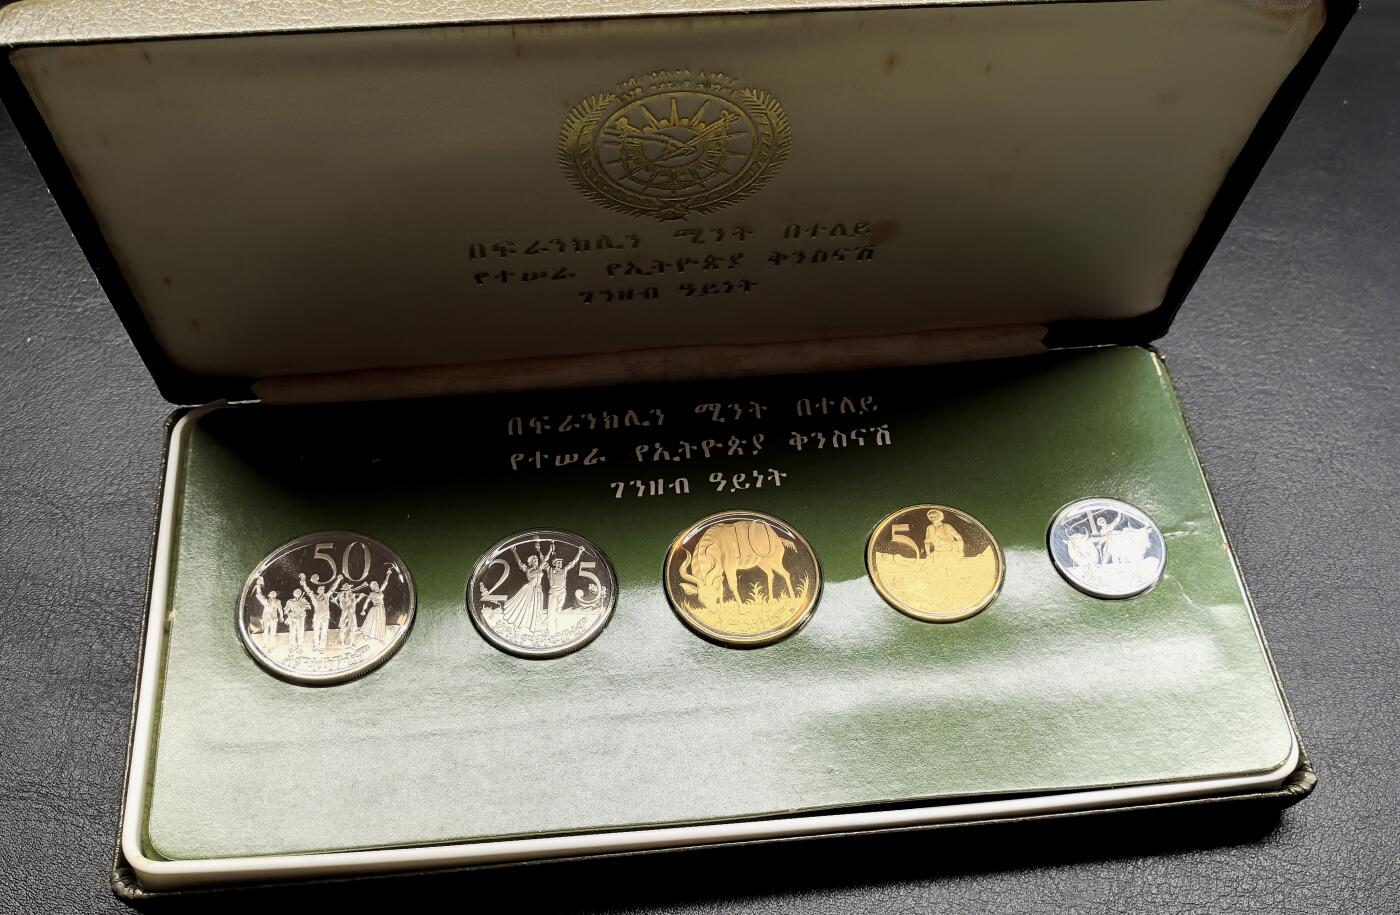 በፍራንክሊን ሚንት በተለይ
የተሠራ የኢትዮጵያ ቅንስናሽ
ገንዘብ ዓይነት
በፍራንክሊን ሚንት በተለይ
የተሠራ የኢትዮጵያ ቅንስናሽ
ገንዘብ ዓይነት
50
25
10
5